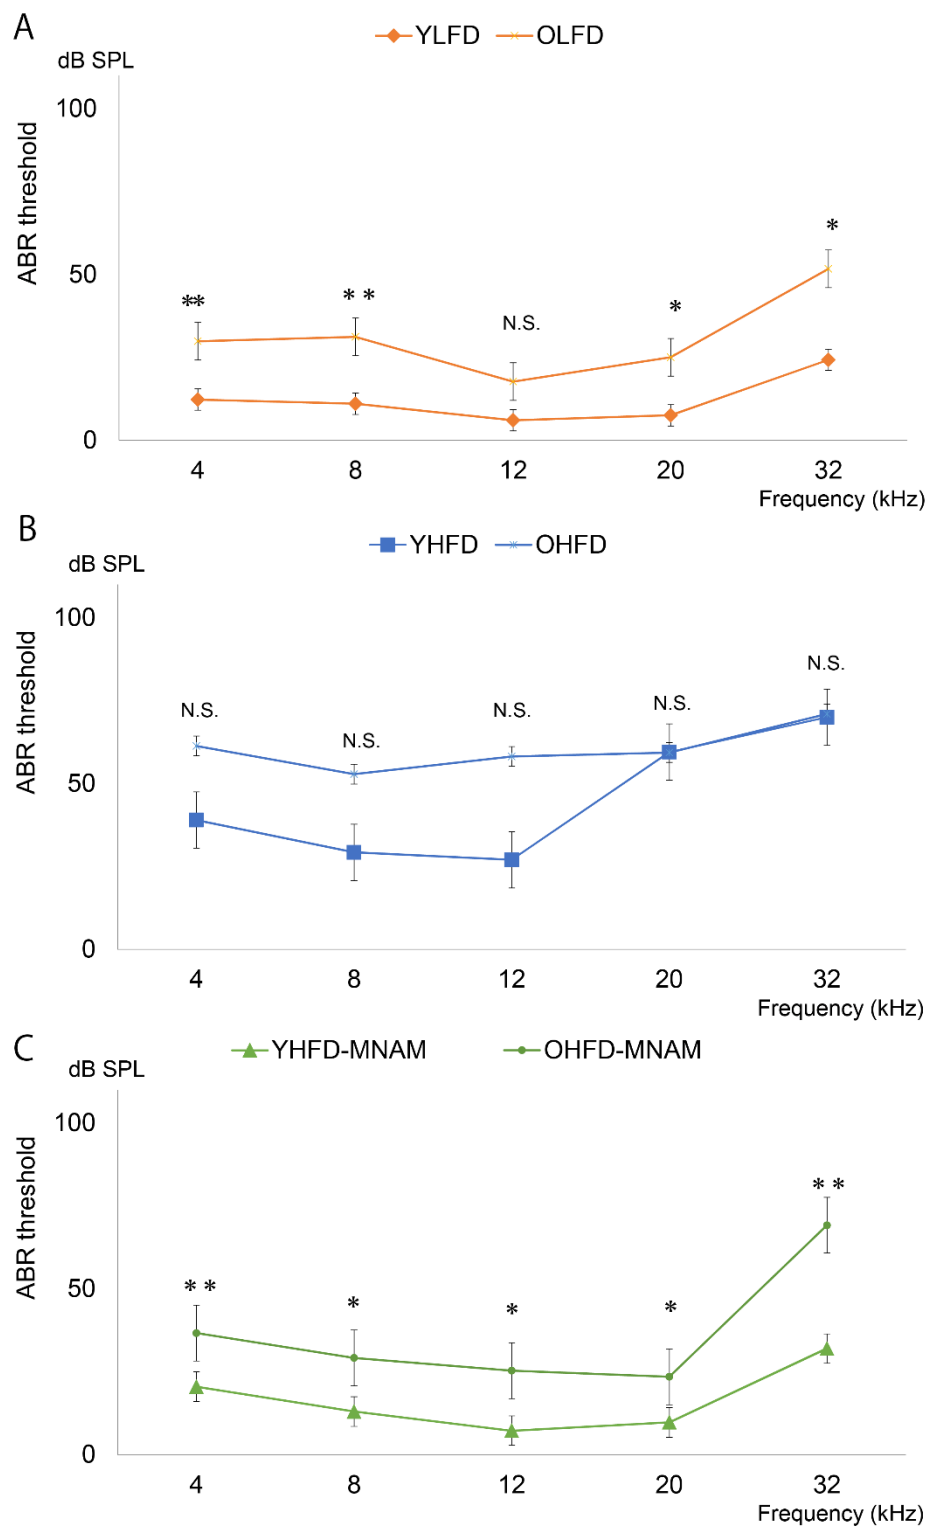 A
YLFD OLFD
dB SPL
ABR threshold
100
50
0
** ** N.S. * *
4 8 12 20 32
Frequency (kHz)
B
YHFD OHFD
dB SPL
ABR threshold
100
50
0
N.S. N.S. N.S. N.S. N.S.
4 8 12 20 32
Frequency (kHz)
C
YHFD-MNAM OHFD-MNAM
dB SPL
ABR threshold
100
50
0
** * * * **
4 8 12 20 32
Frequency (kHz)